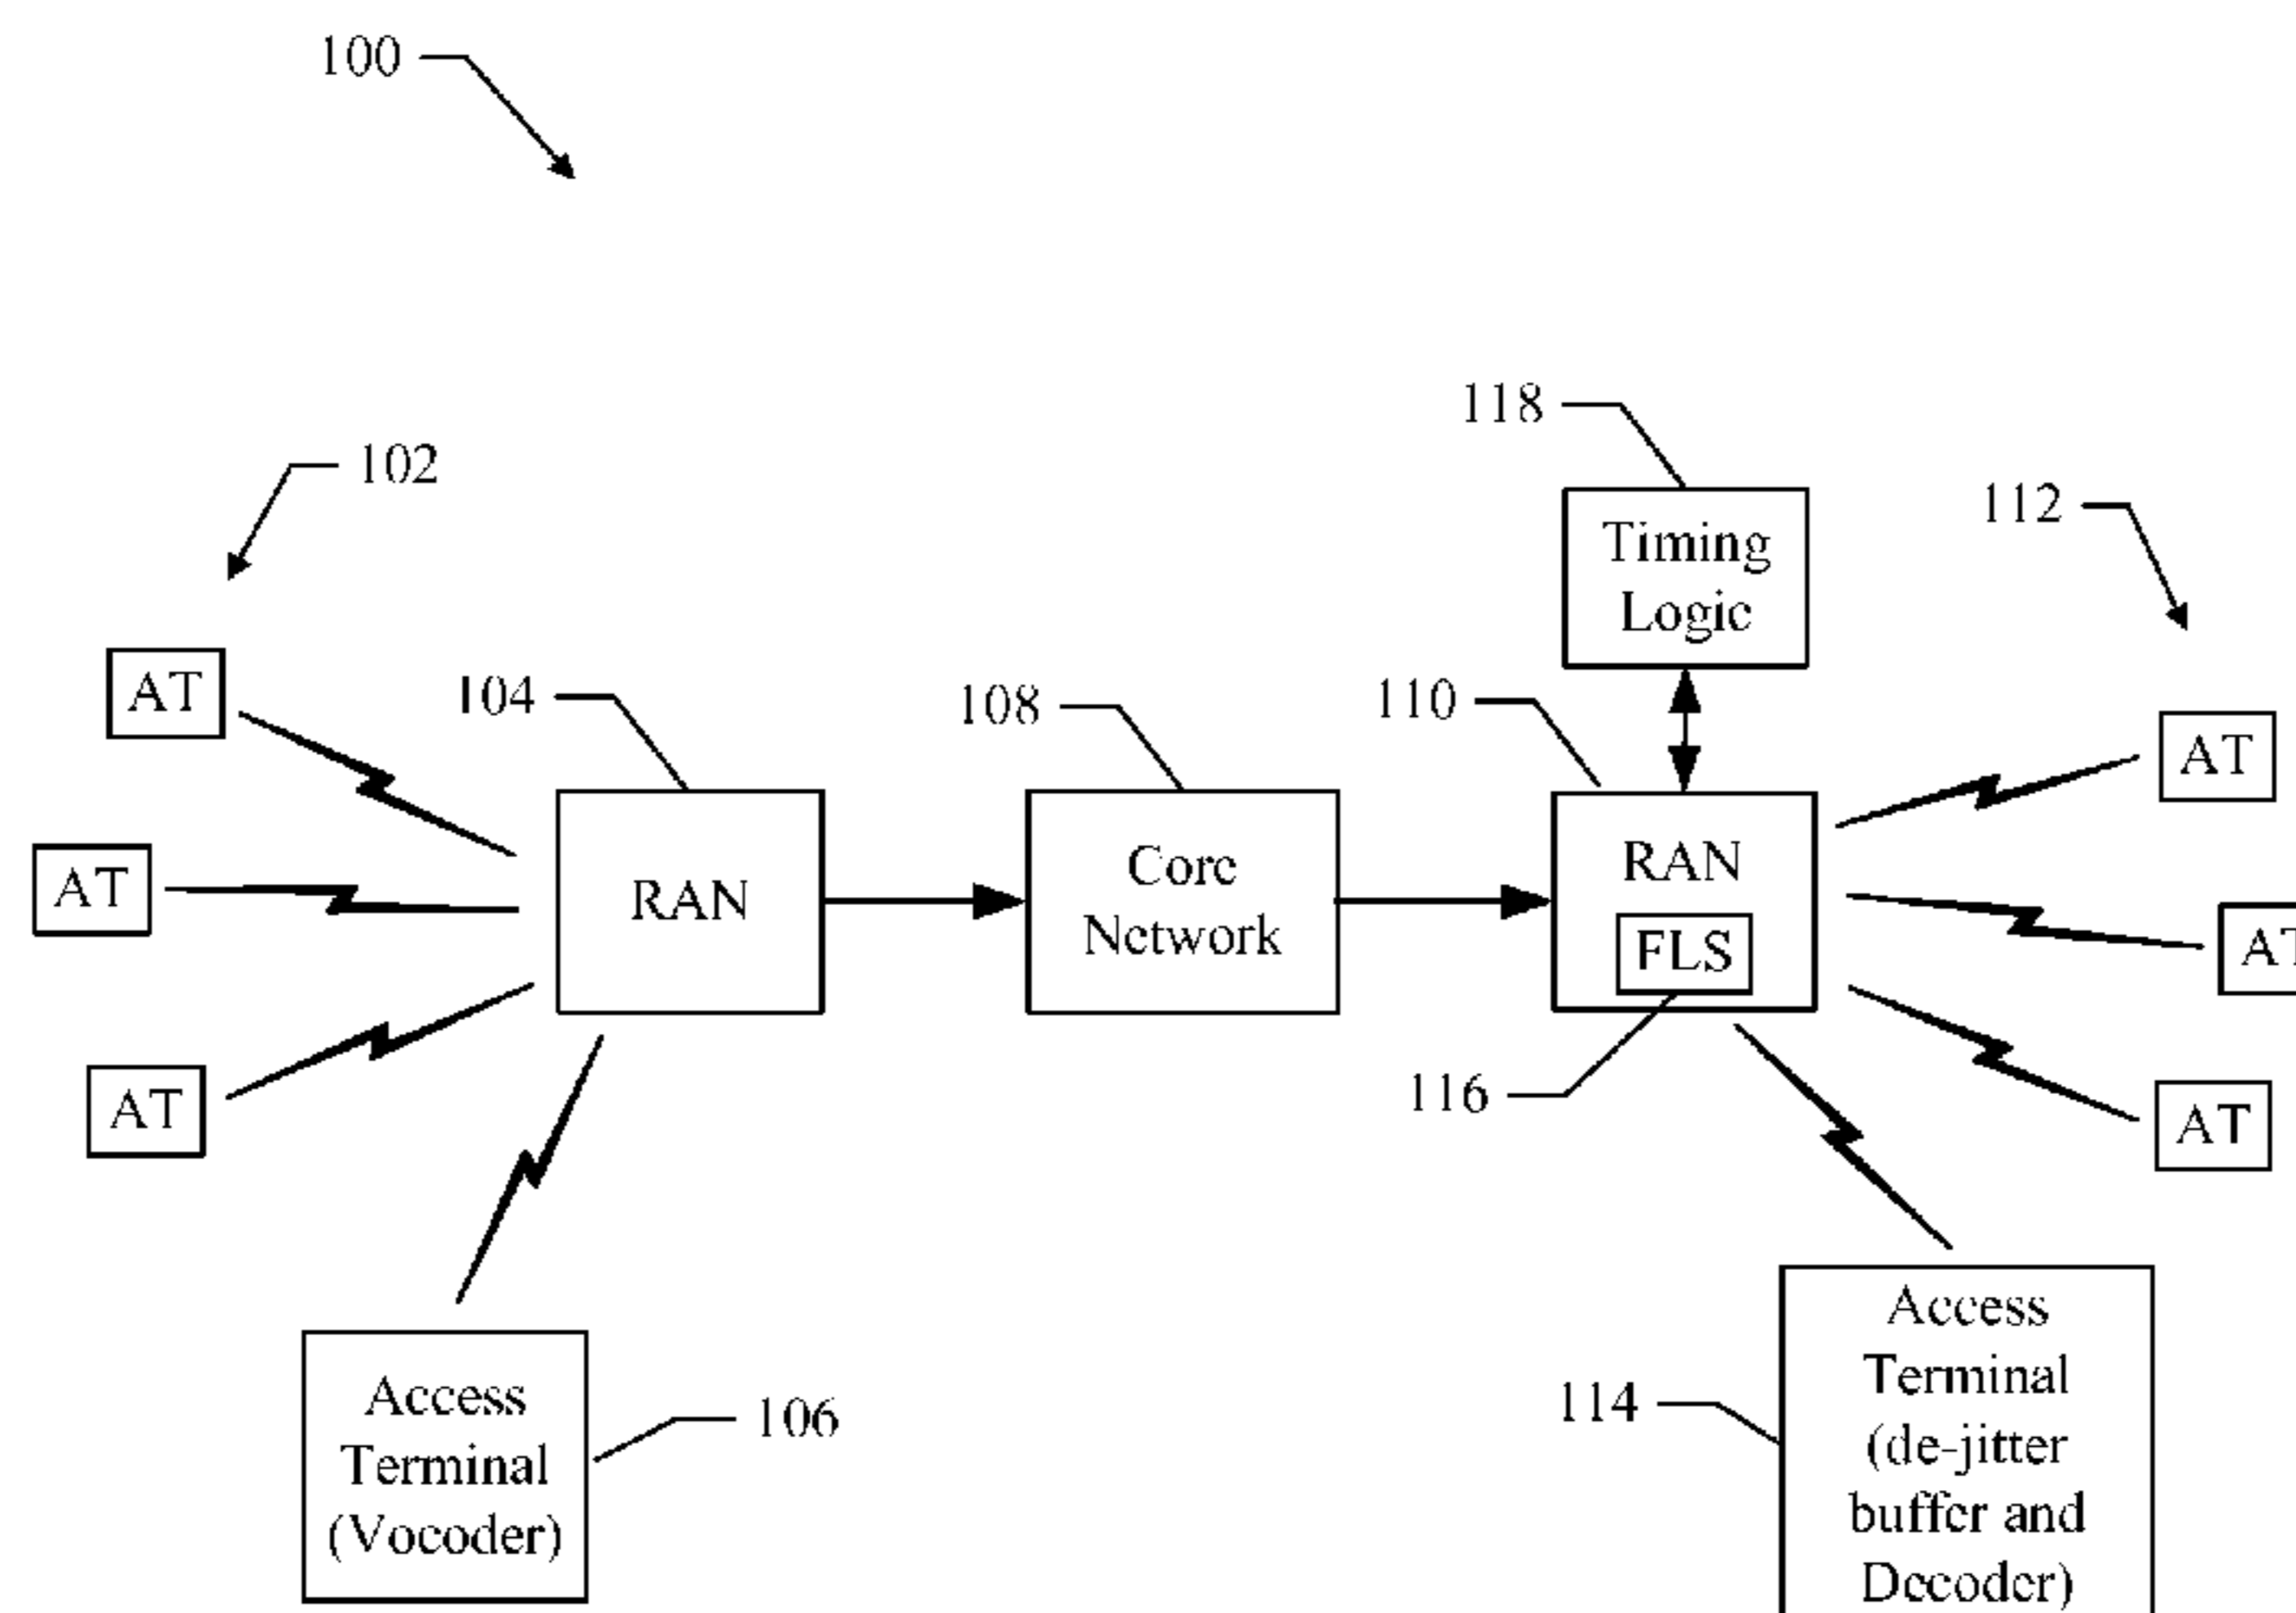 100
118
102
112
Timing
Logic
AT
104
108
110
AT
RAN
Core
Network
RAN
FLS
AT
AT
AT
116
AT
Access
Terminal
(de-jitter
buffer and
Decoder)
114
Access
Terminal
(Vocoder)
106